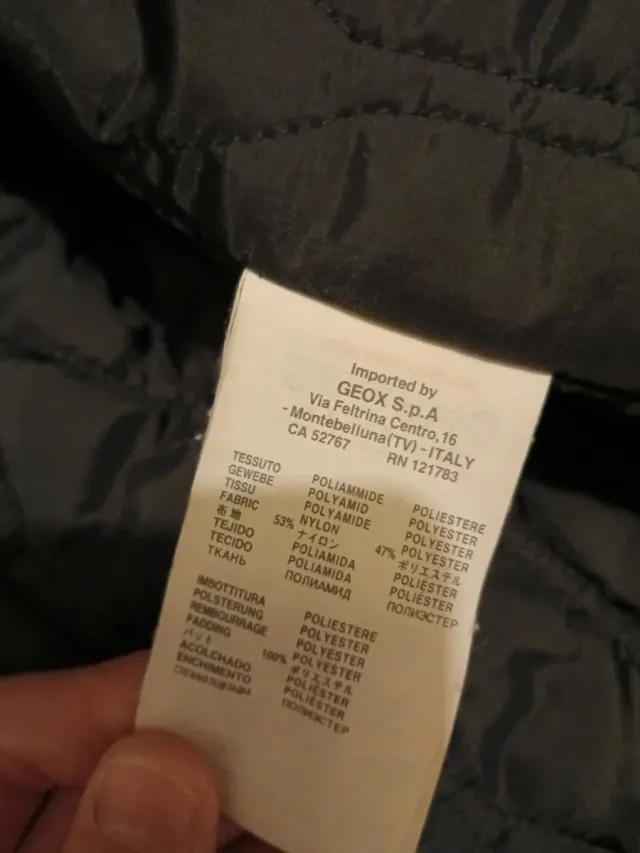 Imported by
GEOX S.p.A
Via Feltrina Centro,16
- Montebelluna(TV) - ITALY
CA 52767 RN 121783
TESSUTO POLIAMMIDE POLIESTERE
GEWEBE POLYAMID POLYESTER
TISSU POLYAMIDE POLYESTER
FABRIC 53% NYLON 47% POLYESTER
布地 ナイロン ポリエステル
TEJIDO POLIAMIDA POLIÉSTER
TECIDO POLIAMIDA POLIÉSTER
ТКАНЬ ПОЛИАМИД ПОЛИЭСТЕР
IMBOTTITURA POLIESTERE
POLSTERUNG POLYESTER
REMBOURRAGE POLYESTER
PADDING 100% POLYESTER
パット ポリエステル
ACOLCHADO POLIÉSTER
ENCHIMENTO POLIÉSTER
ПОЛИЭСТЕР